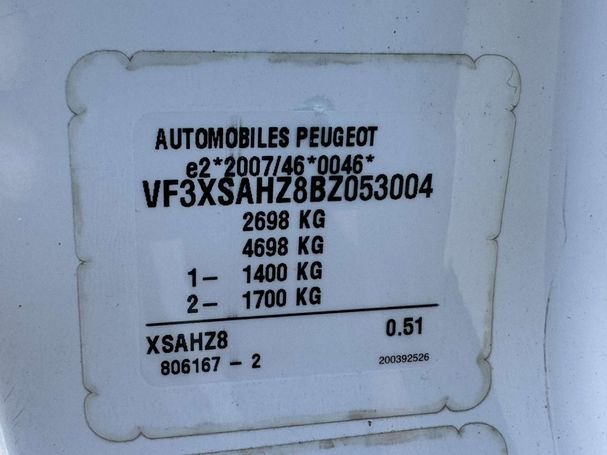 AUTOMOBILES PEUGEOT
e2*2007/46*0046*
VF3XSAHZ8BZ053004
2698 KG
4698 KG
1- 1400 KG
2- 1700 KG
XSAHZ8 0.51
806167 - 2 200392526